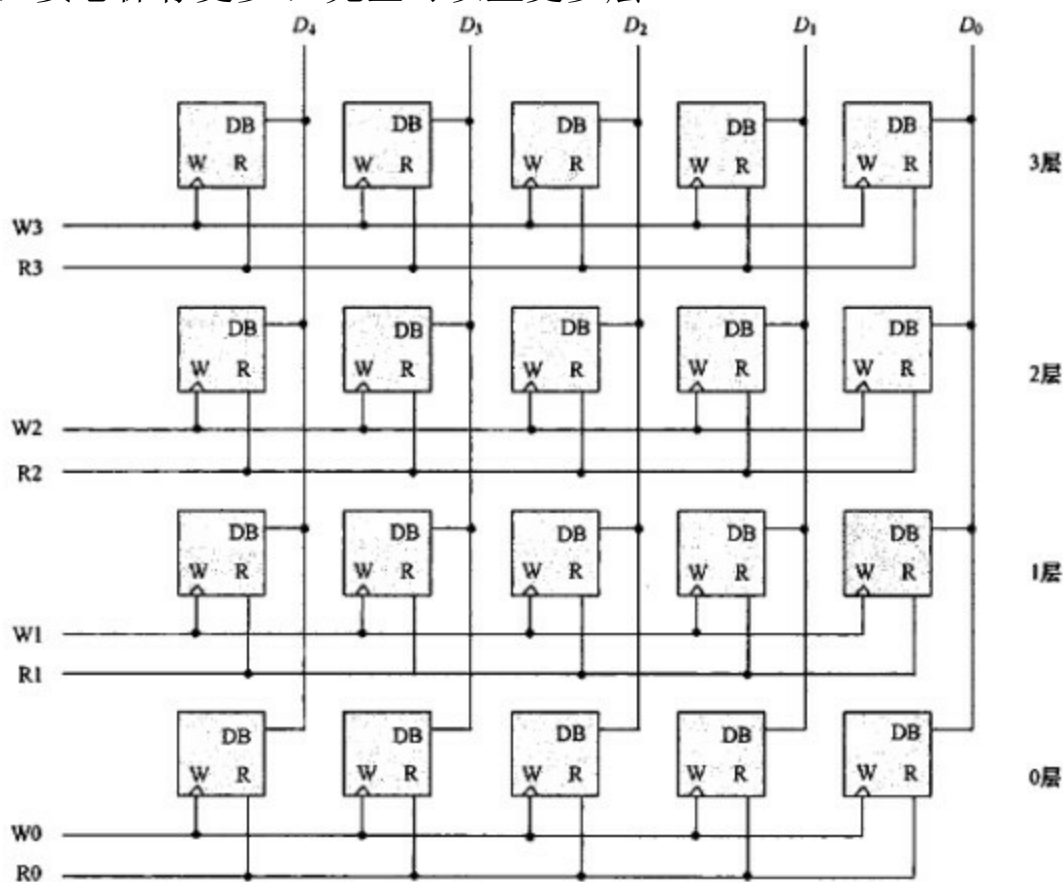 D4 D3 D2 D1 D0
DB DB DB DB DB
W R W R W R W R W R
3层
W3
R3
DB DB DB DB DB
W R W R W R W R W R
2层
W2
R2
DB DB DB DB DB
W R W R W R W R W R
1层
W1
R1
DB DB DB DB DB
W R W R W R W R W R
0层
W0
R0